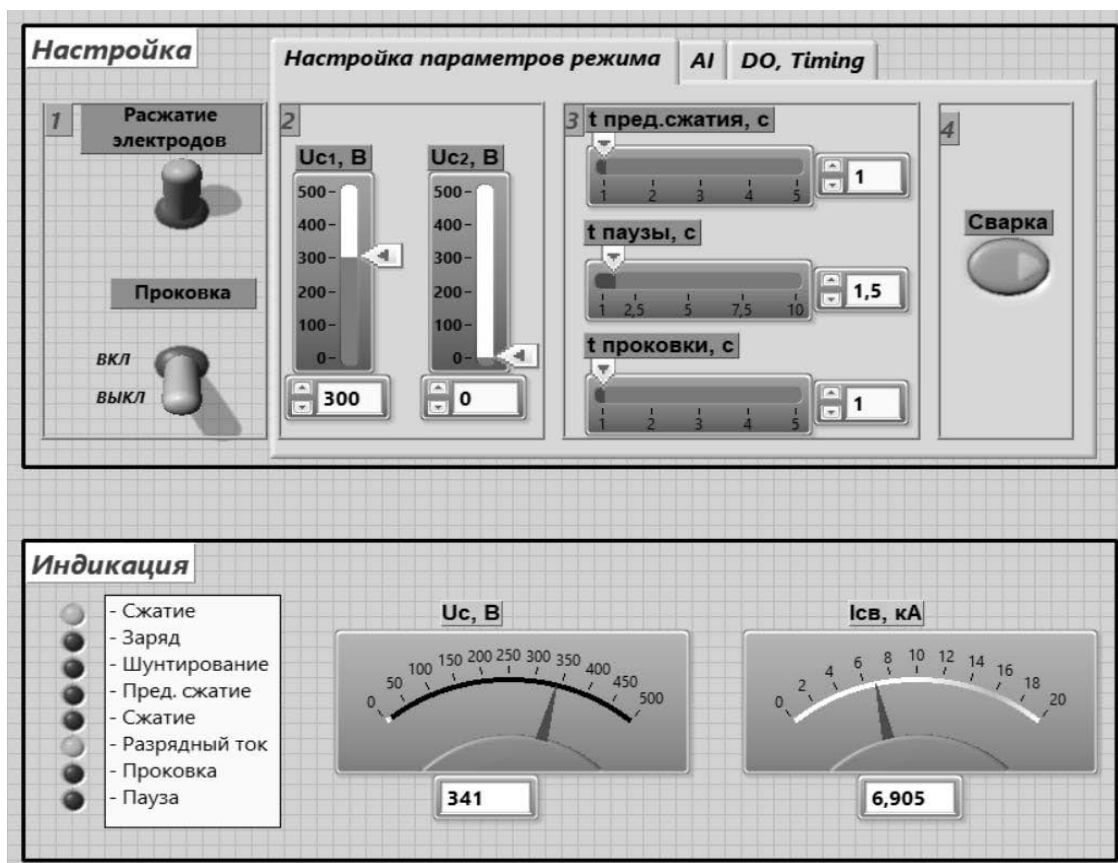 Настройка
Настройка параметров режима
AI
DO, Timing
1
Расжатие
электродов
Проковка
ВКЛ
ВЫКЛ
2
Uc1, В
500
400
300
200
100
0
300
Uc2, В
500
400
300
200
100
0
0
3
t пред.сжатия, с
1 2 3 4 5
1
t паузы, с
1 2,5 5 7,5 10
1,5
t проковки, с
1 2 3 4 5
1
4
Сварка
Индикация
- Сжатие
- Заряд
- Шунтирование
- Пред. сжатие
- Сжатие
- Разрядный ток
- Проковка
- Пауза
Uc, В
0 50 100 150 200 250 300 350 400 450 500
341
Iсв, кА
0 2 4 6 8 10 12 14 16 18 20
6,905